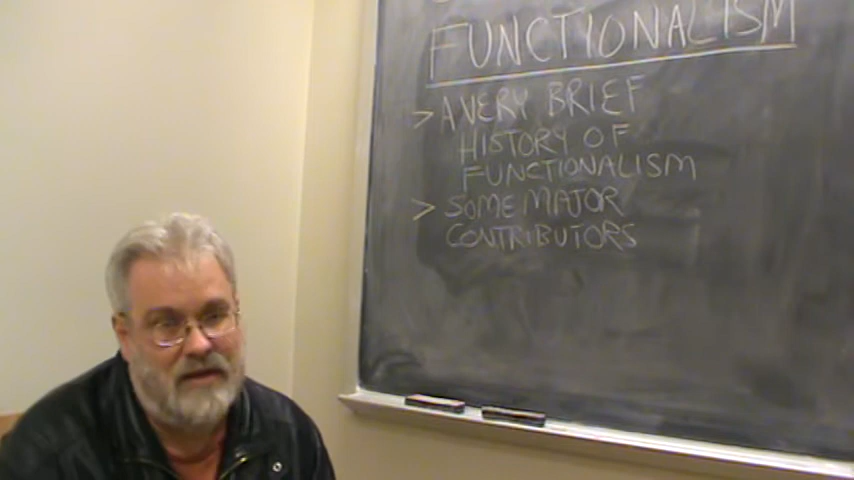 FUNCTIONALISM
> A VERY BRIEF
HISTORY OF
FUNCTIONALISM
> SOME MAJOR
CONTRIBUTORS